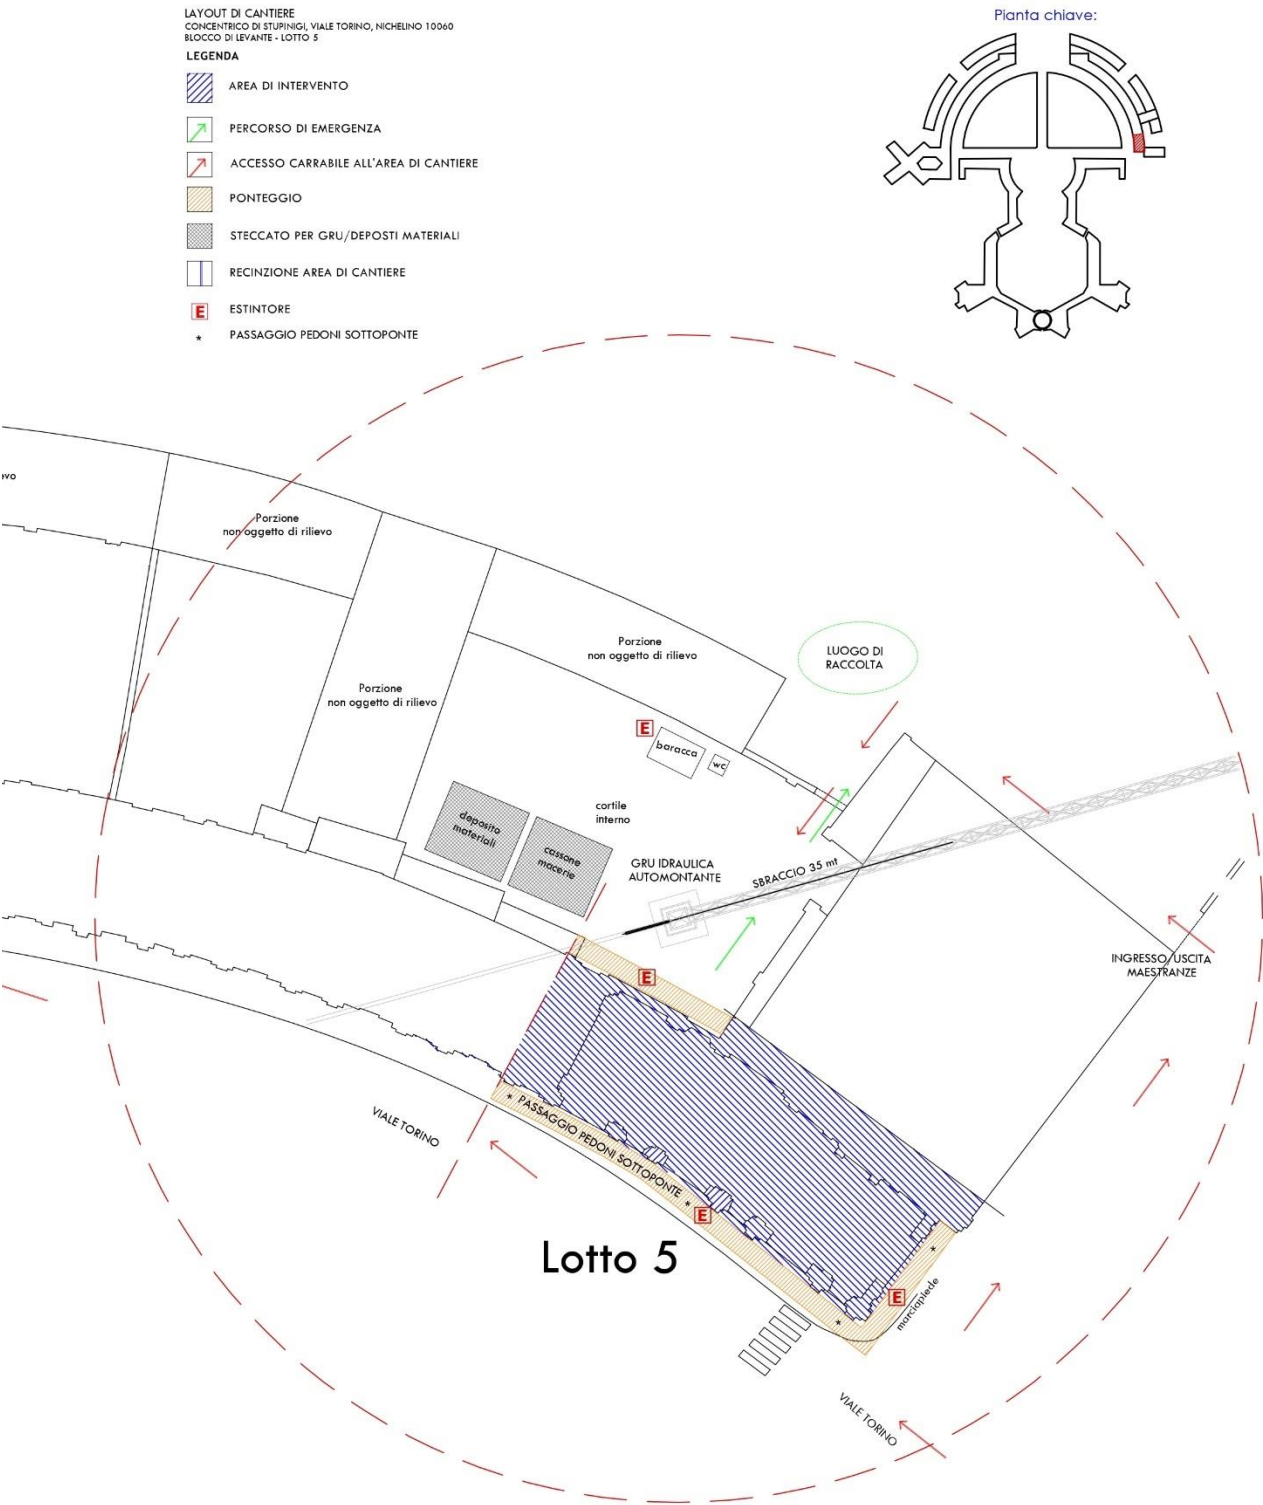 LAYOUT DI CANTIERE
CONCENTRICO DI STUPINIGI, VIALE TORINO, NICHELINO 10060
BLOCCO DI LEVANTE - LOTTO 5
LEGENDA
AREA DI INTERVENTO
PERCORSO DI EMERGENZA
ACCESSO CARRABILE ALL'AREA DI CANTIERE
PONTEGGIO
STECCATO PER GRU/DEPOSTI MATERIALI
RECINZIONE AREA DI CANTIERE
E ESTINTORE
* PASSAGGIO PEDONI SOTTOPONTE
Pianta chiave:
Porzione
non oggetto di rilievo
Porzione
non oggetto di rilievo
Porzione
non oggetto di rilievo
LUOGO DI
RACCOLTA
E
baracca
wc
deposito
materiali
cassone
macerie
cortile
interno
GRU IDRAULICA
AUTOMONTANTE
SBRACCIO 35 mt
INGRESSO/USCITA
MAESTRANZE
E
* PASSAGGIO PEDONI SOTTOPONTE *
E
VIALE TORINO
Lotto 5
*
E
marciapiede
*
VIALE TORINO